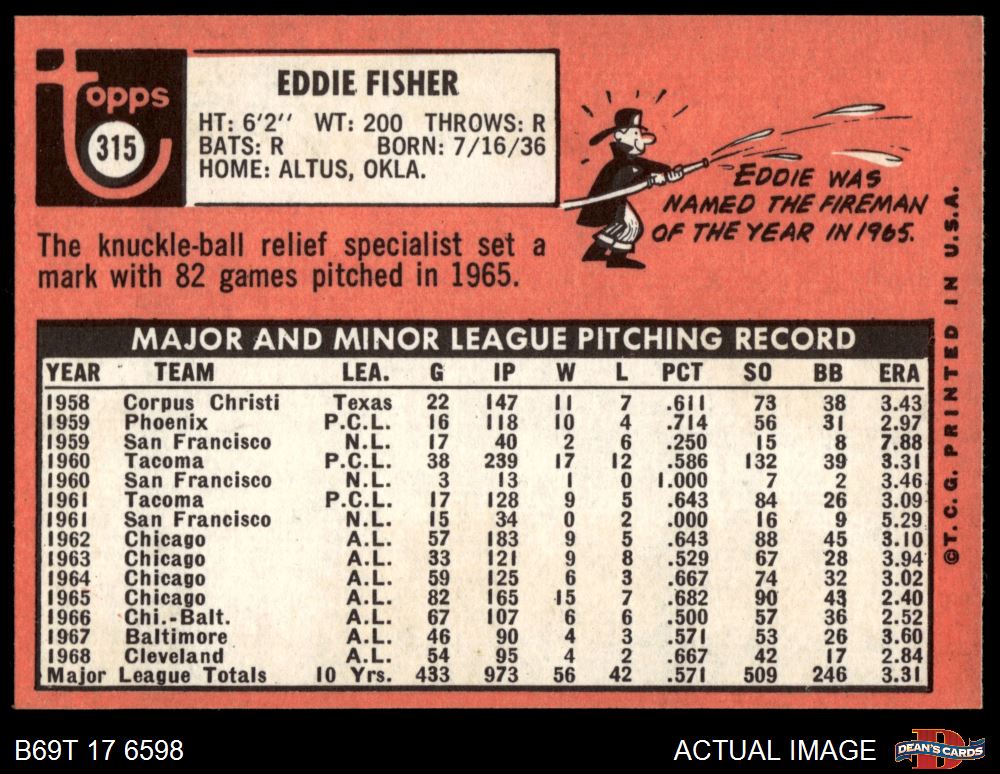 topps
315
EDDIE FISHER
HT: 6'2'' WT: 200 THROWS: R
BATS: R BORN: 7/16/36
HOME: ALTUS, OKLA.
EDDIE WAS
NAMED THE FIREMAN
OF THE YEAR IN 1965.
The knuckle-ball relief specialist set a
mark with 82 games pitched in 1965.
MAJOR AND MINOR LEAGUE PITCHING RECORD
YEAR TEAM LEA. G IP W L PCT SO BB ERA
1958 Corpus Christi Texas 22 147 11 7 .611 73 38 3.43
1959 Phoenix P.C.L. 16 118 10 4 .714 56 31 2.97
1959 San Francisco N.L. 17 40 2 6 .250 15 8 7.88
1960 Tacoma P.C.L. 38 239 17 12 .586 132 39 3.31
1960 San Francisco N.L. 3 13 1 0 1.000 7 2 3.46
1961 Tacoma P.C.L. 17 128 9 5 .643 84 26 3.09
1961 San Francisco N.L. 15 34 0 2 .000 16 9 5.29
1962 Chicago A.L. 57 183 9 5 .643 88 45 3.10
1963 Chicago A.L. 33 121 9 8 .529 67 28 3.94
1964 Chicago A.L. 59 125 6 3 .667 74 32 3.02
1965 Chicago A.L. 82 165 15 7 .682 90 43 2.40
1966 Chi.-Balt. A.L. 67 107 6 6 .500 57 36 2.52
1967 Baltimore A.L. 46 90 4 3 .571 53 26 3.60
1968 Cleveland A.L. 54 95 4 2 .667 42 17 2.84
Major League Totals 10 Yrs. 433 973 56 42 .571 509 246 3.31
©T.C.G. PRINTED IN U.S.A.
B69T 17 6598 ACTUAL IMAGE
DEAN'S CARDS